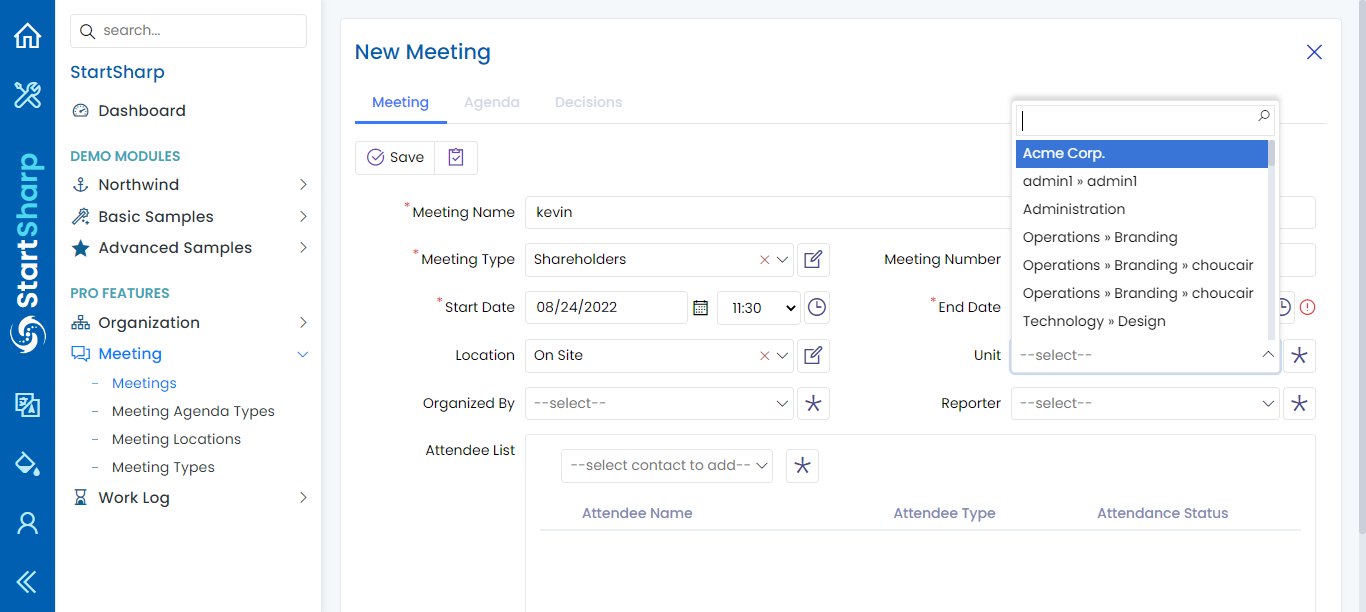 search...
StartSharp
Dashboard
DEMO MODULES
Northwind
Basic Samples
Advanced Samples
PRO FEATURES
Organization
Meeting
Meetings
Meeting Agenda Types
Meeting Locations
Meeting Types
Work Log
StartSharp
New Meeting
Meeting Agenda Decisions
Save
*Meeting Name kevin
*Meeting Type Shareholders
Meeting Number
*Start Date 08/24/2022 11:30
*End Date
Location On Site
Unit --select--
Acme Corp.
admin1 » admin1
Administration
Operations » Branding
Operations » Branding » choucair
Operations » Branding » choucair
Technology » Design
Organized By --select--
Reporter --select--
Attendee List
--select contact to add--
Attendee Name Attendee Type Attendance Status